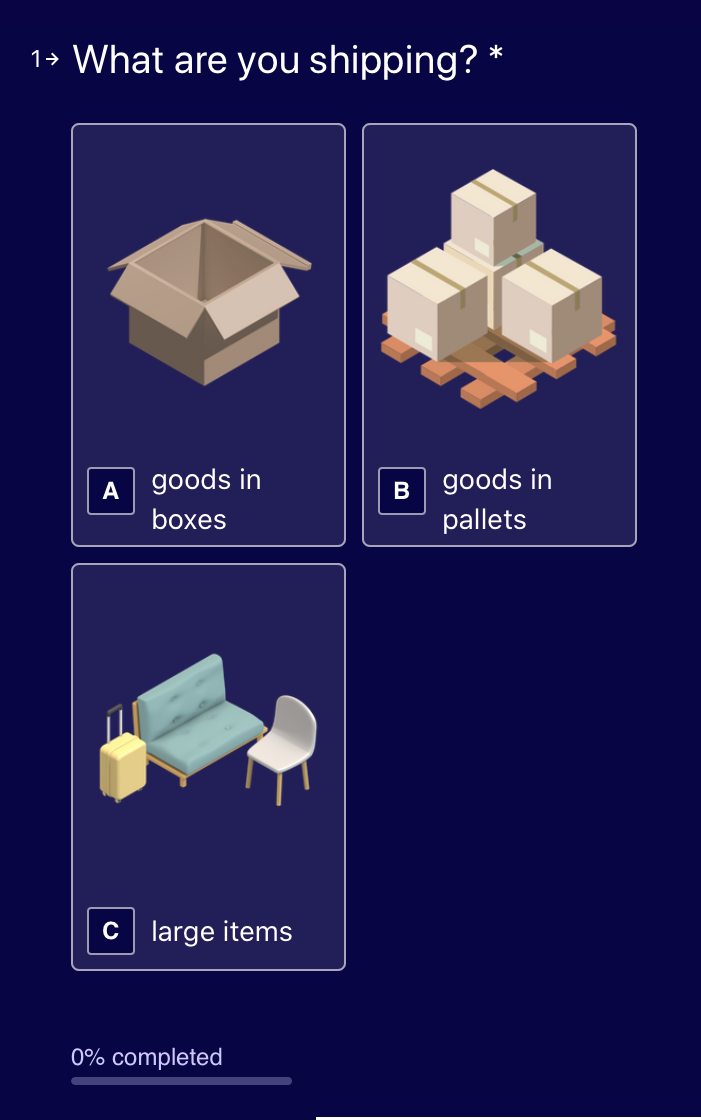 1→ What are you shipping? *
A goods in
boxes
B goods in
pallets
C large items
0% completed